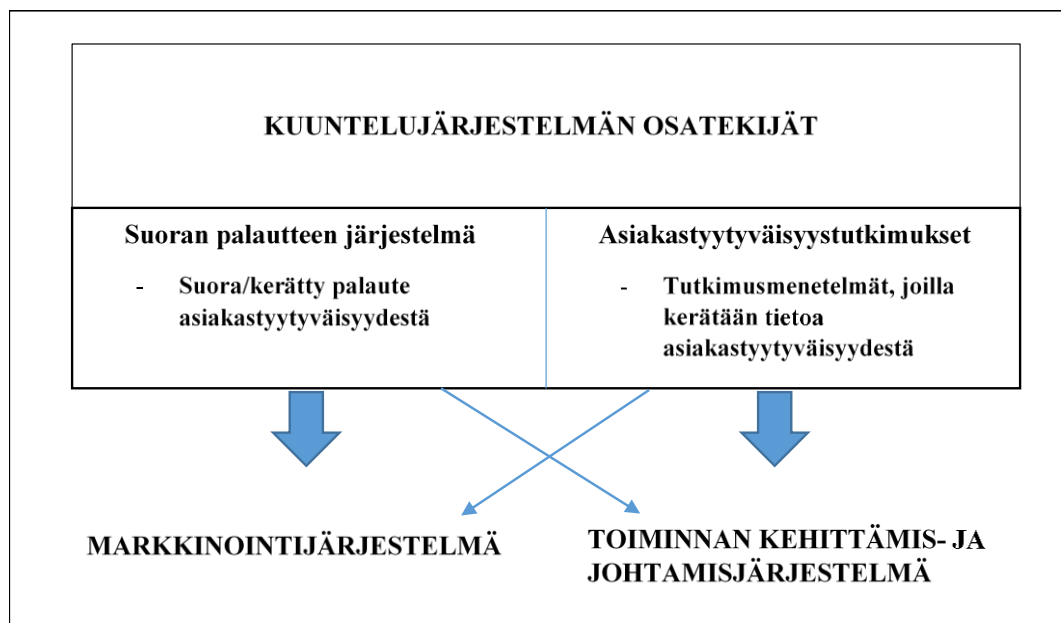 KUUNTELUJÄRJESTELMÄN OSATEKIJÄT
Suoran palautteen järjestelmä
- Suora/kerätty palaute
asiakastyytyväisyydestä
Asiakastyytyväisyystutkimukset
- Tutkimusmenetelmät, joilla
kerätään tietoa
asiakastyytyväisyydestä
MARKKINOINTIJÄRJESTELMÄ
TOIMINNAN KEHITTÄMIS- JA
JOHTAMISJÄRJESTELMÄ